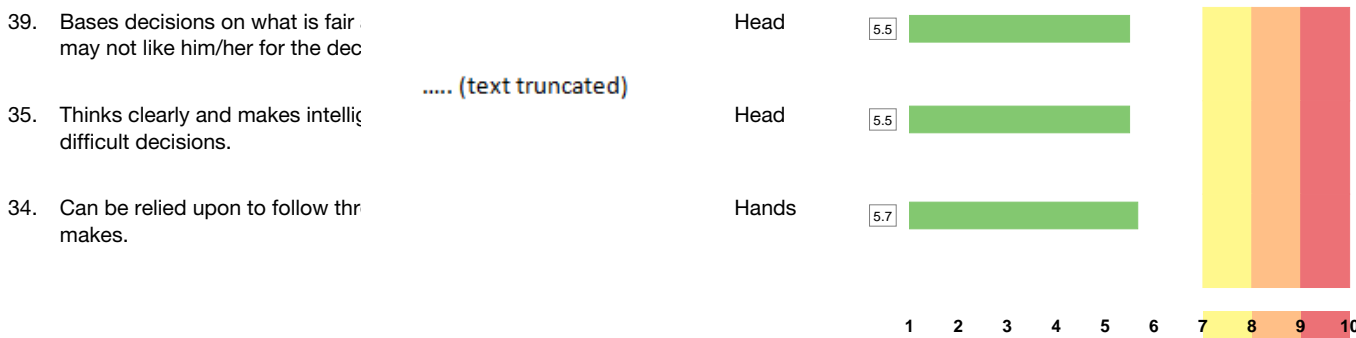 39. Bases decisions on what is fair Head 5.5
may not like him/her for the dec
..... (text truncated)
35. Thinks clearly and makes intellig Head 5.5
difficult decisions.
34. Can be relied upon to follow thr Hands 5.7
makes.
1 2 3 4 5 6 7 8 9 10